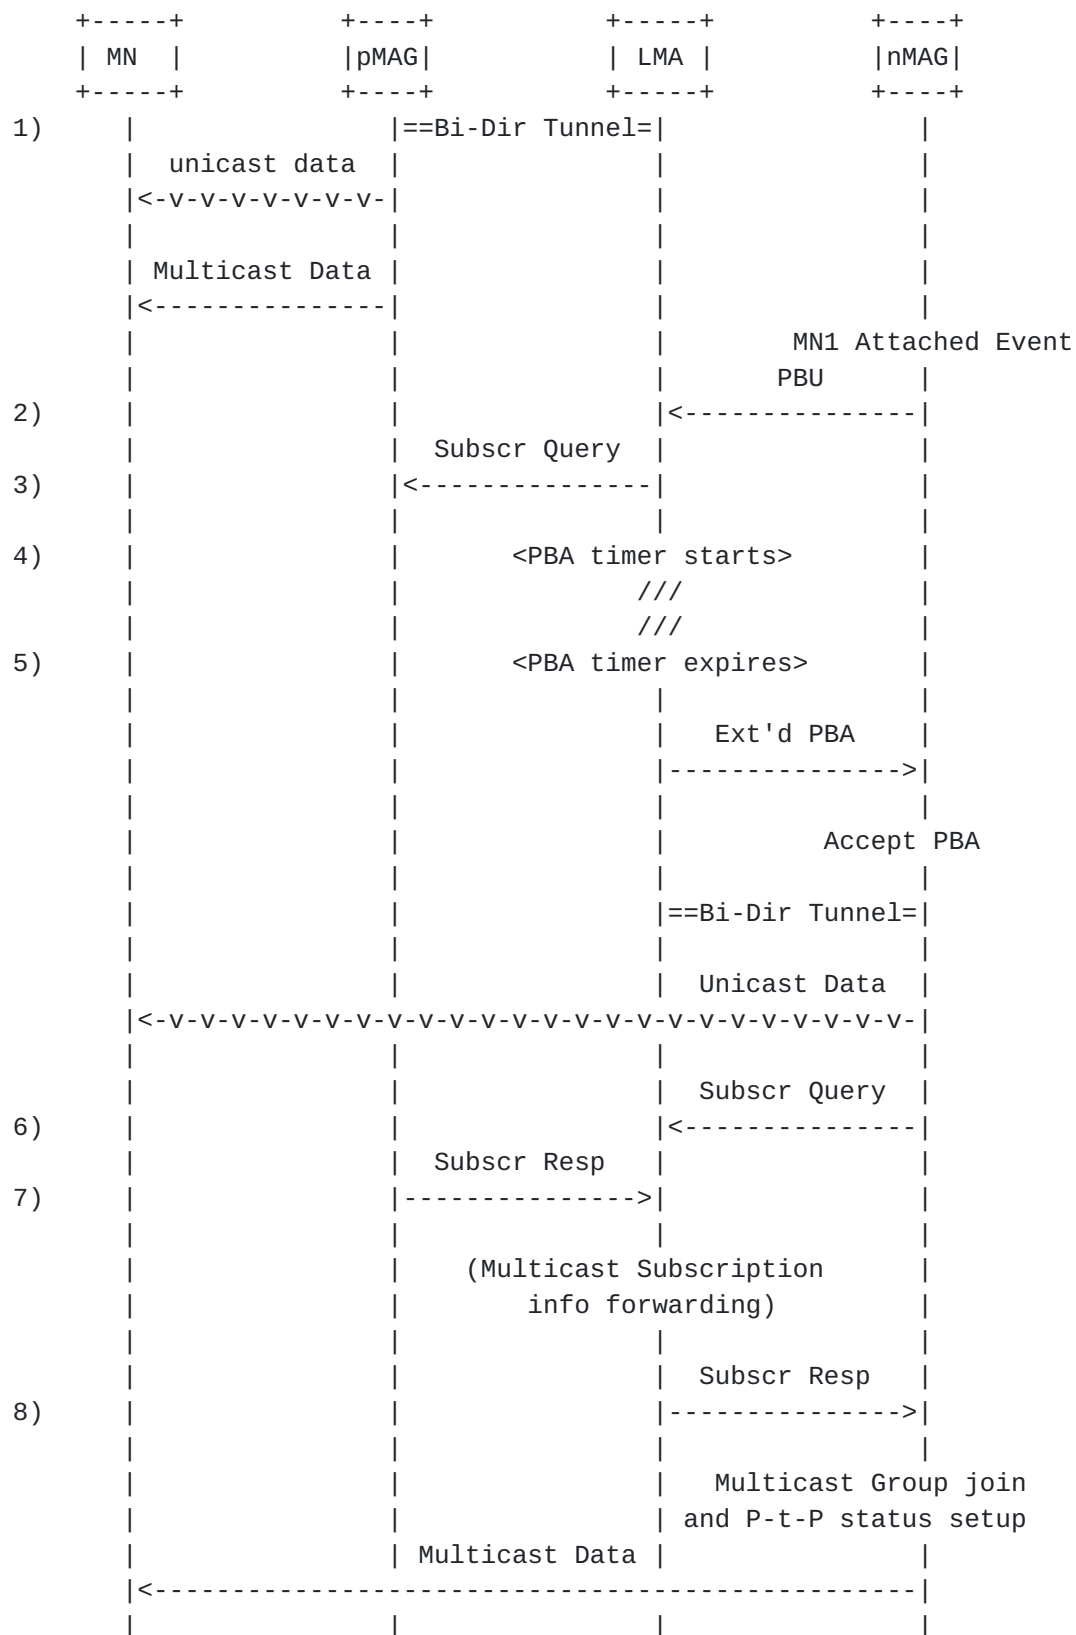 +-----+          +----+           +-----+          +----+
    | MN  |          |pMAG|           | LMA |          |nMAG|
    +-----+          +----+           +-----+          +----+
1)     |                |==Bi-Dir Tunnel=|                |
       |  unicast data  |                |                |
       |<-v-v-v-v-v-v-v-|                |                |
       |                |                |                |
       | Multicast Data |                |                |
       |<---------------|                |                |
       |                |                |        MN1 Attached Event
       |                |                |       PBU      |
2)     |                |                |<---------------|
       |                |  Subscr Query  |                |
3)     |                |<---------------|                |
       |                |                |                |
4)     |                |       <PBA timer starts>        |
       |                |               ///               |
       |                |               ///               |
5)     |                |       <PBA timer expires>       |
       |                |                |                |
       |                |                |   Ext'd PBA    |
       |                |                |--------------->|
       |                |                |                |
       |                |                |          Accept PBA
       |                |                |                |
       |                |                |==Bi-Dir Tunnel=|
       |                |                |                |
       |                |                |  Unicast Data  |
       |<-v-v-v-v-v-v-v-v-v-v-v-v-v-v-v-v-v-v-v-v-v-v-v-v-|
       |                |                |                |
       |                |                |  Subscr Query  |
6)     |                |                |<---------------|
       |                |  Subscr Resp   |                |
7)     |                |--------------->|                |
       |                |                |                |
       |                |    (Multicast Subscription      |
       |                |        info forwarding)         |
       |                |                |                |
       |                |                |  Subscr Resp   |
8)     |                |                |--------------->|
       |                |                |                |
       |                |                |   Multicast Group join
       |                |                | and P-t-P status setup
       |                | Multicast Data |                |
       |<-------------------------------------------------|
       |                |                |                |